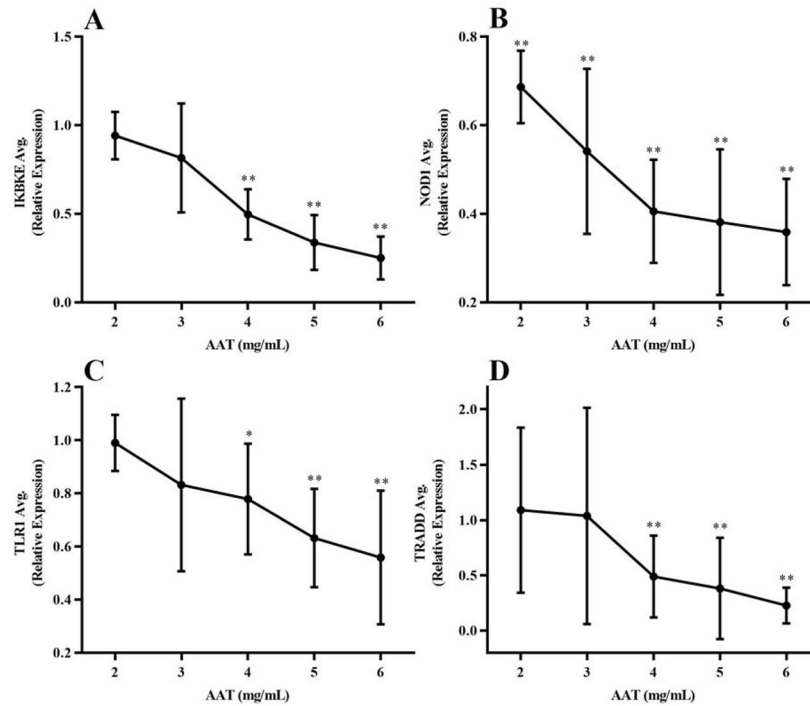 A
1.5
1.0
0.5
0.0
IKBKE Avg.
(Relative Expression)
** ** **
2 3 4 5 6
AAT (mg/mL)
B
0.8
0.6
0.4
0.2
NOD1 Avg.
(Relative Expression)
** ** ** ** **
2 3 4 5 6
AAT (mg/mL)
C
1.2
1.0
0.8
0.6
0.4
0.2
TLR1 Avg.
(Relative Expression)
* ** **
2 3 4 5 6
AAT (mg/mL)
D
2.0
1.5
1.0
0.5
0.0
TRADD Avg.
(Relative Expression)
** ** **
2 3 4 5 6
AAT (mg/mL)